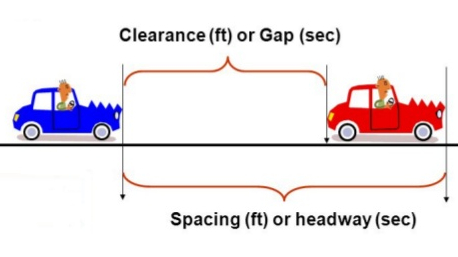 Clearance (ft) or Gap (sec)
Spacing (ft) or headway (sec)